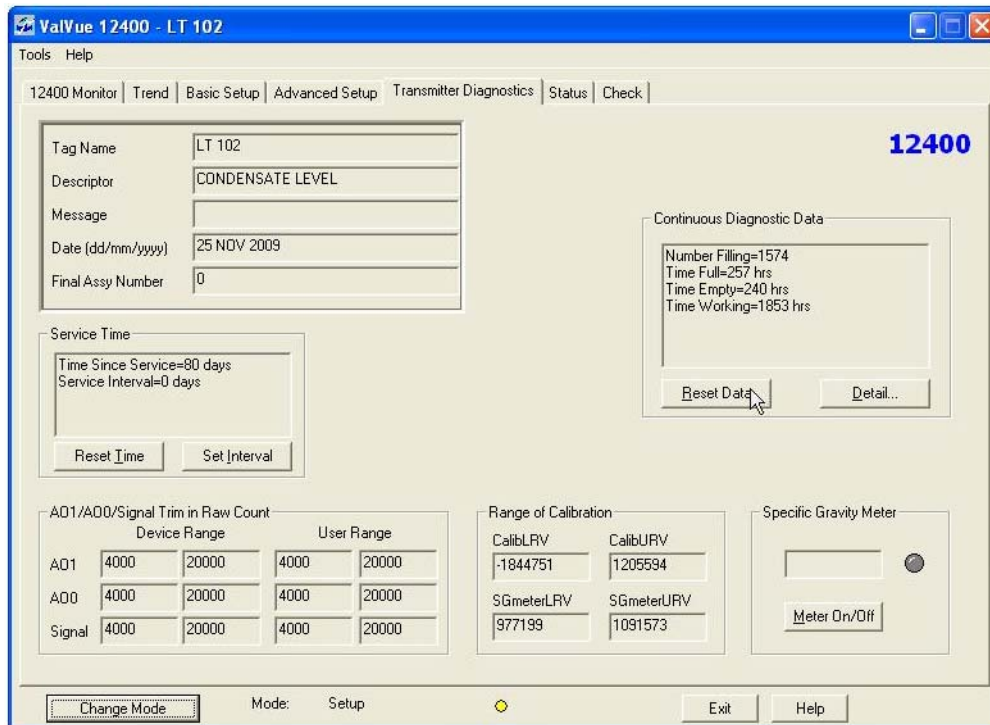 ValVue 12400 - LT 102
Tools Help
12400 Monitor Trend Basic Setup Advanced Setup Transmitter Diagnostics Status Check
12400
Tag Name LT 102
Descriptor CONDENSATE LEVEL
Message
Date (dd/mm/yyyy) 25 NOV 2009
Final Assy Number 0
Continuous Diagnostic Data
Number Filling=1574
Time Full=257 hrs
Time Empty=240 hrs
Time Working=1853 hrs
Reset Data Detail...
Service Time
Time Since Service=80 days
Service Interval=0 days
Reset Time Set Interval
AO1/AO0/Signal Trim in Raw Count
Device Range User Range
AO1 4000 20000 4000 20000
AO0 4000 20000 4000 20000
Signal 4000 20000 4000 20000
Range of Calibration
CalibLRV CalibURV
-1844751 1205594
SGmeterLRV SGmeterURV
977199 1091573
Specific Gravity Meter
Meter On/Off
Change Mode Mode: Setup Exit Help